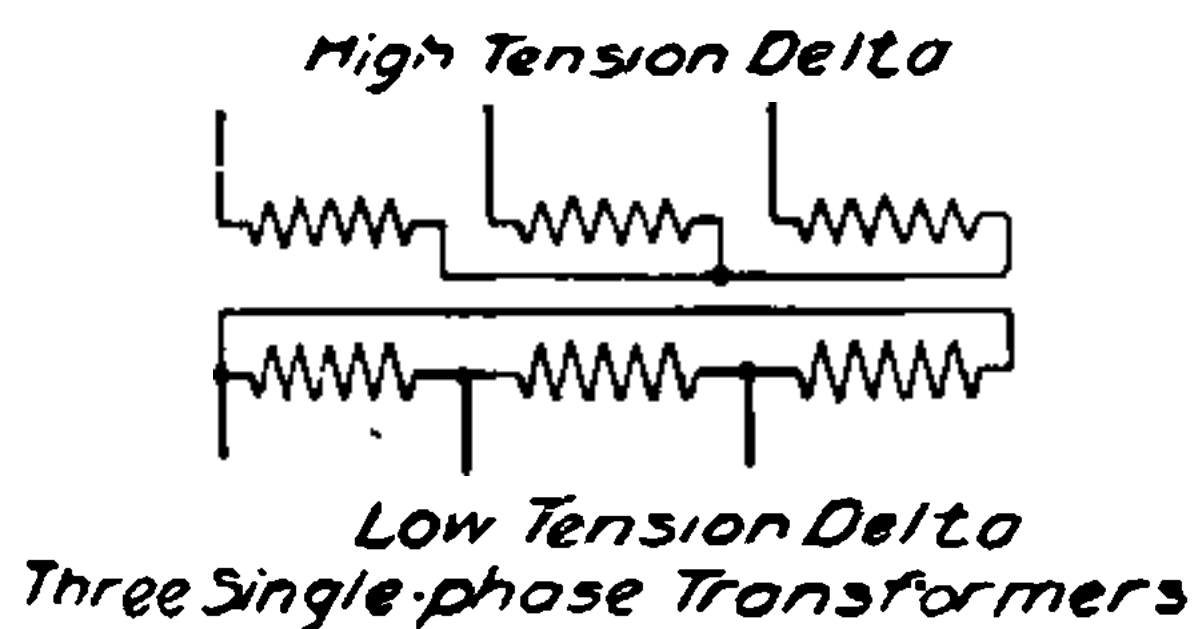 High Tension Delta
Low Tension Delta
Three Single-phase Transformers